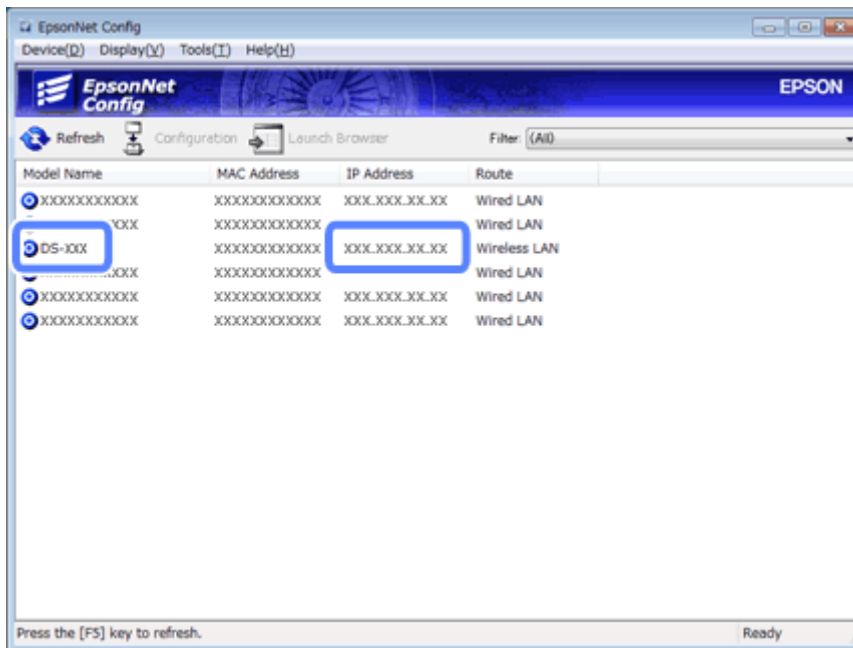 EpsonNet Config
Device(D) Display(V) Tools(T) Help(H)
EpsonNet
Config
EPSON
Refresh Configuration Launch Browser Filter: (All)
Model Name MAC Address IP Address Route
XXXXXXXXXXX XXXXXXXXXXXX XXX.XXX.XX.XX Wired LAN
XXX XXXXXXXXXXXX Wired LAN
DS-XXX XXXXXXXXXXXX XXX.XXX.XX.XX Wireless LAN
XXX XXXXXXXXXXXX Wired LAN
XXXXXXXXXXX XXXXXXXXXXXX XXX.XXX.XX.XX Wired LAN
XXXXXXXXXXX XXXXXXXXXXXX XXX.XXX.XX.XX Wired LAN
Press the [F5] key to refresh. Ready